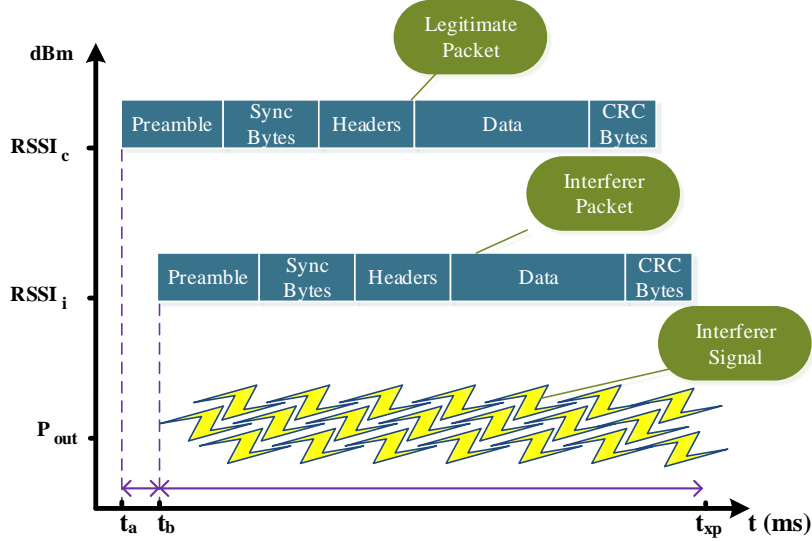 Legitimate
Packet
dBm
Preamble
Sync
Bytes
Headers
Data
CRC
Bytes
RSSI c
Interferer
Packet
Preamble
Sync
Bytes
Headers
Data
CRC
Bytes
RSSI i
Interferer
Signal
P out
ta
tb
txp
t (ms)